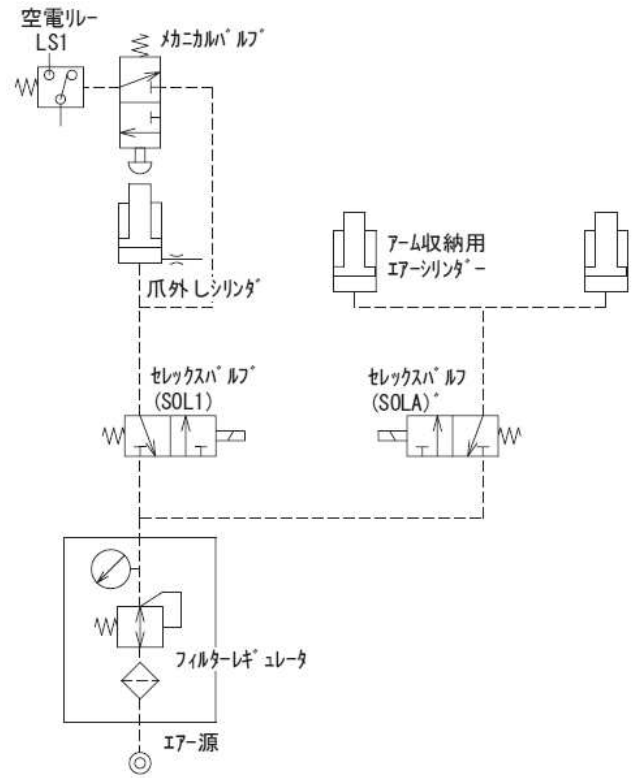 空電リレー
LS1
メカニカルバルブ
爪外しシリンダ
アーム収納用
エアーシリンダー
セレックスバルブ
(SOL1)
セレックスバルブ
(SOLA)
フィルターレギュレータ
エアー源